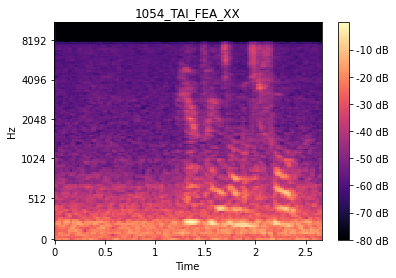 1054_TAI_FEA_XX
Hz
8192
4096
2048
1024
512
0
0
0.5
1
1.5
2
2.5
Time
-10 dB
-20 dB
-30 dB
-40 dB
-50 dB
-60 dB
-70 dB
-80 dB